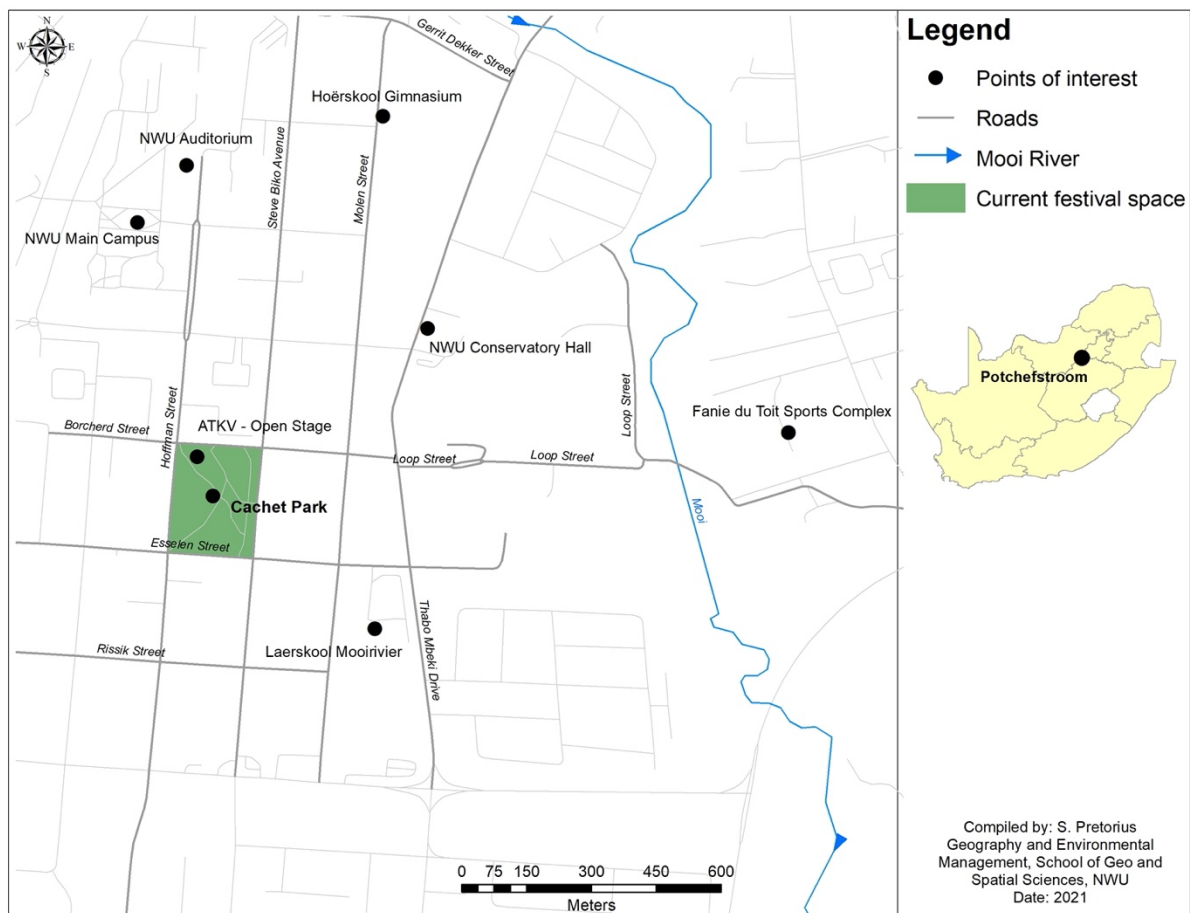 N
W
E
S
Gerrit Dekker Street
Hoërskool Gimnasium
NWU Auditorium
Steve Biko Avenue
Molen Street
NWU Main Campus
NWU Conservatory Hall
Hoffman Street
Borcherd Street
ATKV - Open Stage
Loop Street
Loop Street
Loop Street
Fanie du Toit Sports Complex
Cachet Park
Mooi
Esselen Street
Thabo Mbeki Drive
Laerskool Mooirivier
Rissik Street
0 75 150 300 450 600
Meters
Legend
Points of interest
Roads
Mooi River
Current festival space
Potchefstroom
Compiled by: S. Pretorius
Geography and Environmental
Management, School of Geo and
Spatial Sciences, NWU
Date: 2021